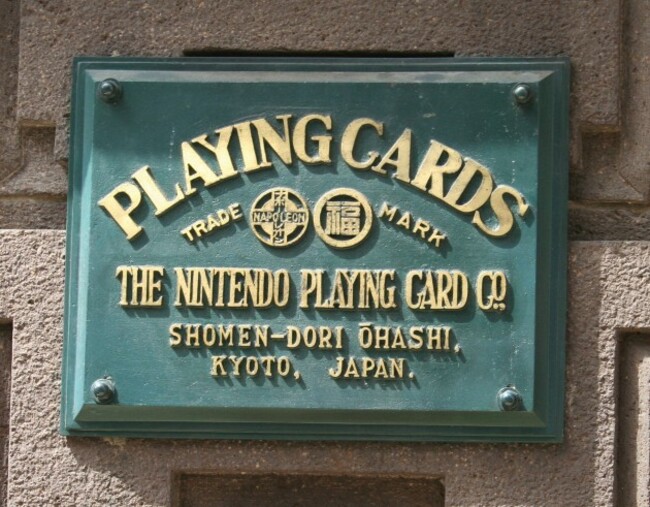 PLAYING CARDS
TRADE NAPOLEON 福 MARK
THE NINTENDO PLAYING CARD CO.,
SHOMEN-DORI ŌHASHI,
KYOTO, JAPAN.